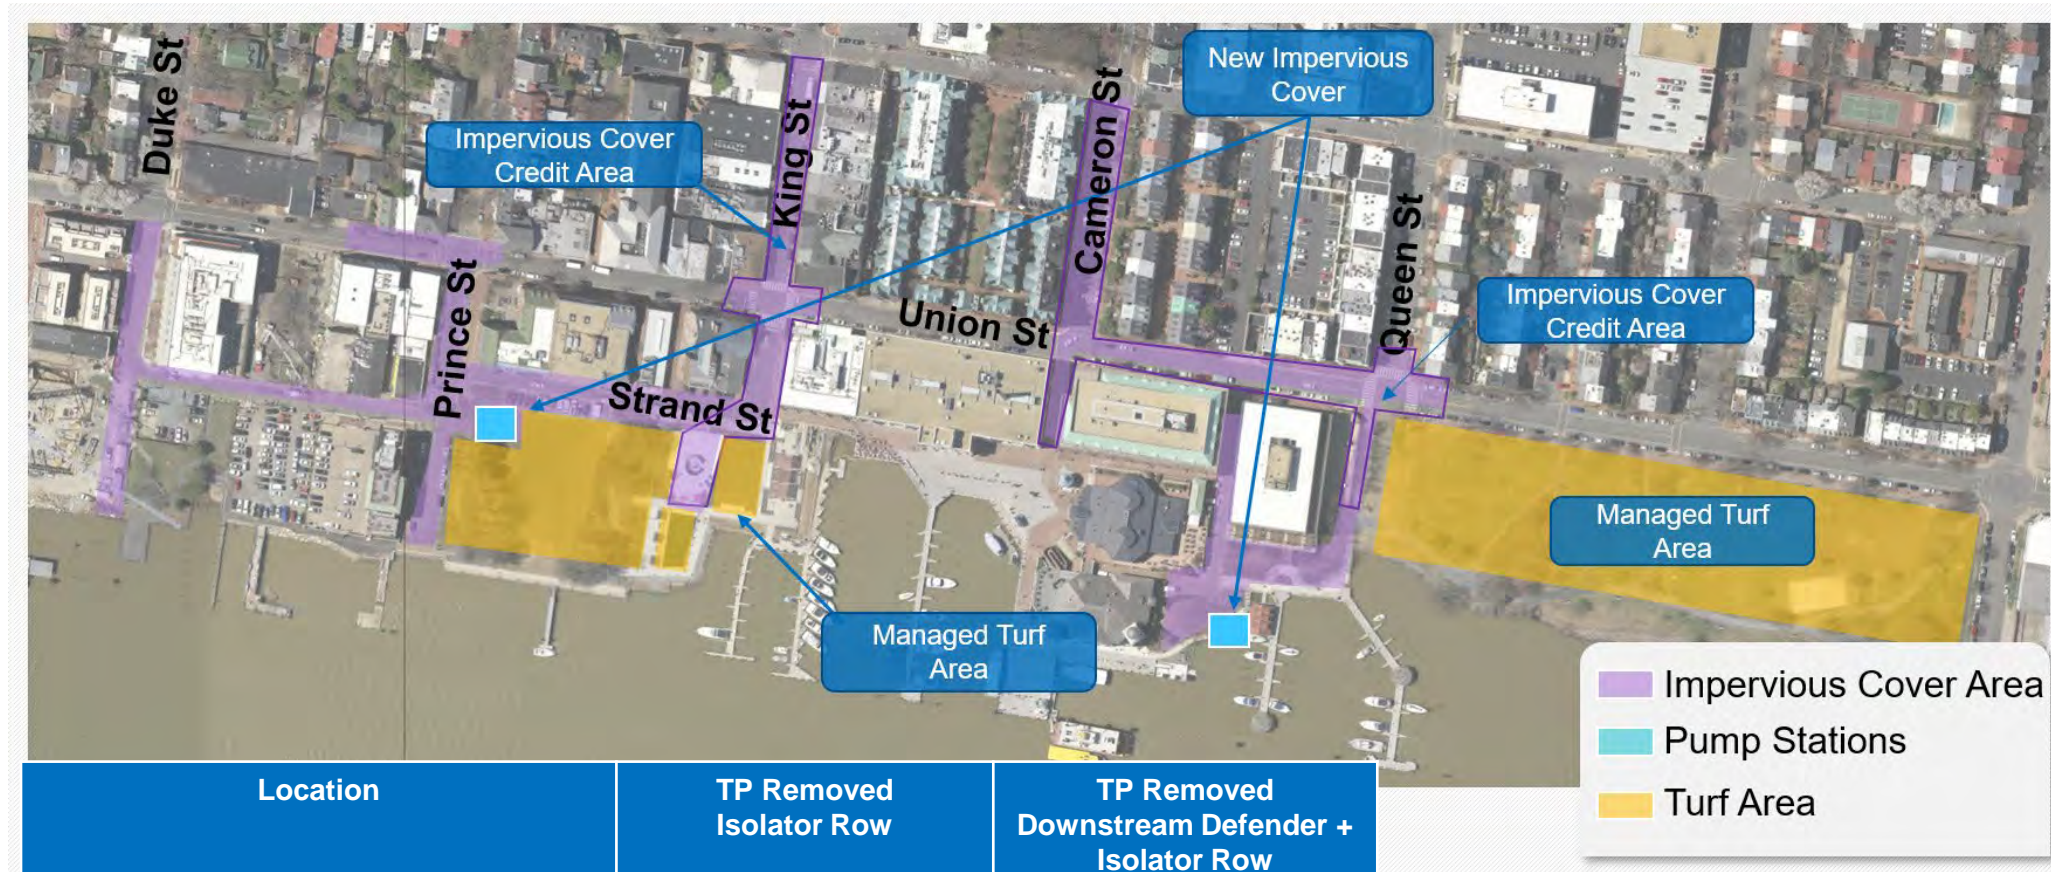 Duke St
King St
Cameron St
New Impervious
Cover
Impervious Cover
Credit Area
Queen St
Prince St
Union St
Impervious Cover
Credit Area
Strand St
Managed Turf
Area
Managed Turf
Area
Impervious Cover Area
Pump Stations
Turf Area
Location
TP Removed
Isolator Row
TP Removed
Downstream Defender +
Isolator Row